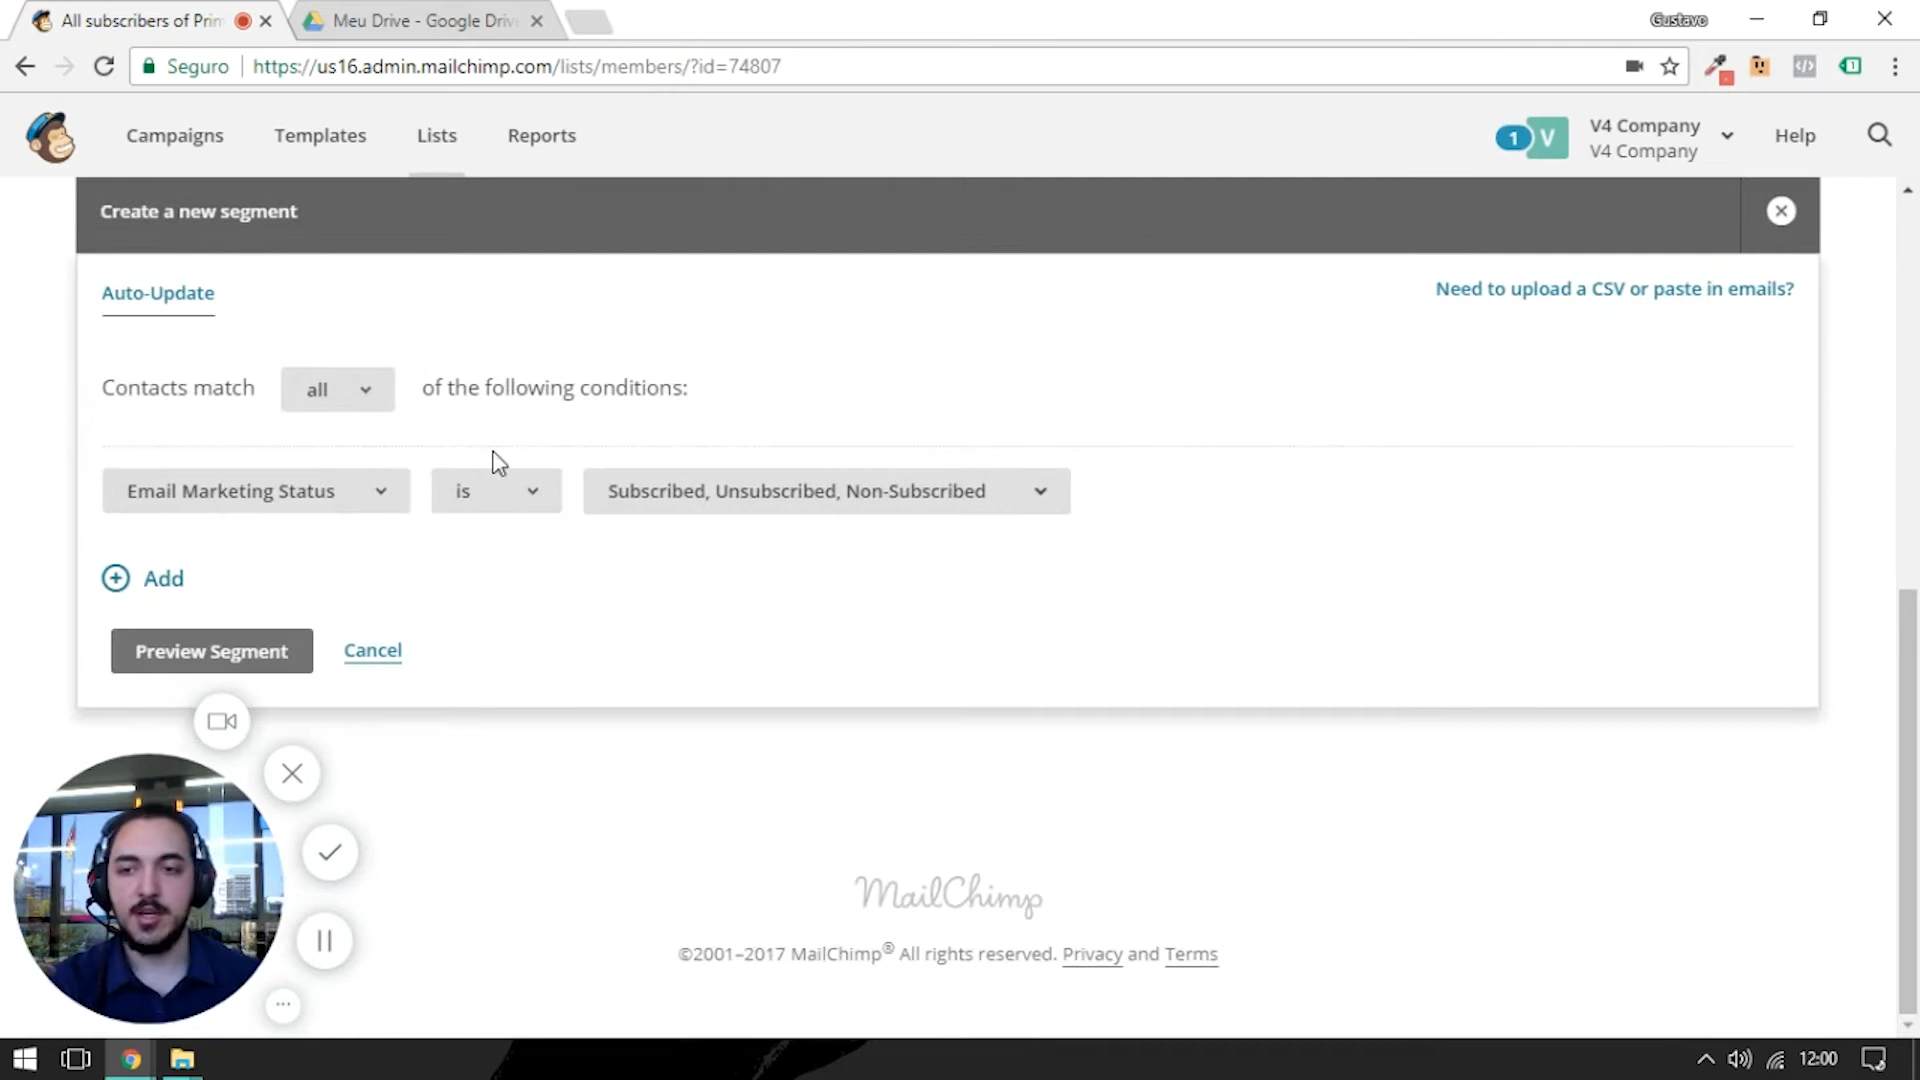 All subscribers of Prim
Meu Drive - Google Drive
Gustavo
Seguro
https://us16.admin.mailchimp.com/lists/members/?id=74807
Campaigns
Templates
Lists
Reports
1
V
V4 Company
V4 Company
Help
Create a new segment
Auto-Update
Need to upload a CSV or paste in emails?
Contacts match all of the following conditions:
Email Marketing Status
is
Subscribed, Unsubscribed, Non-Subscribed
Add
Preview Segment
Cancel
MailChimp
©2001–2017 MailChimp® All rights reserved. Privacy and Terms
12:00